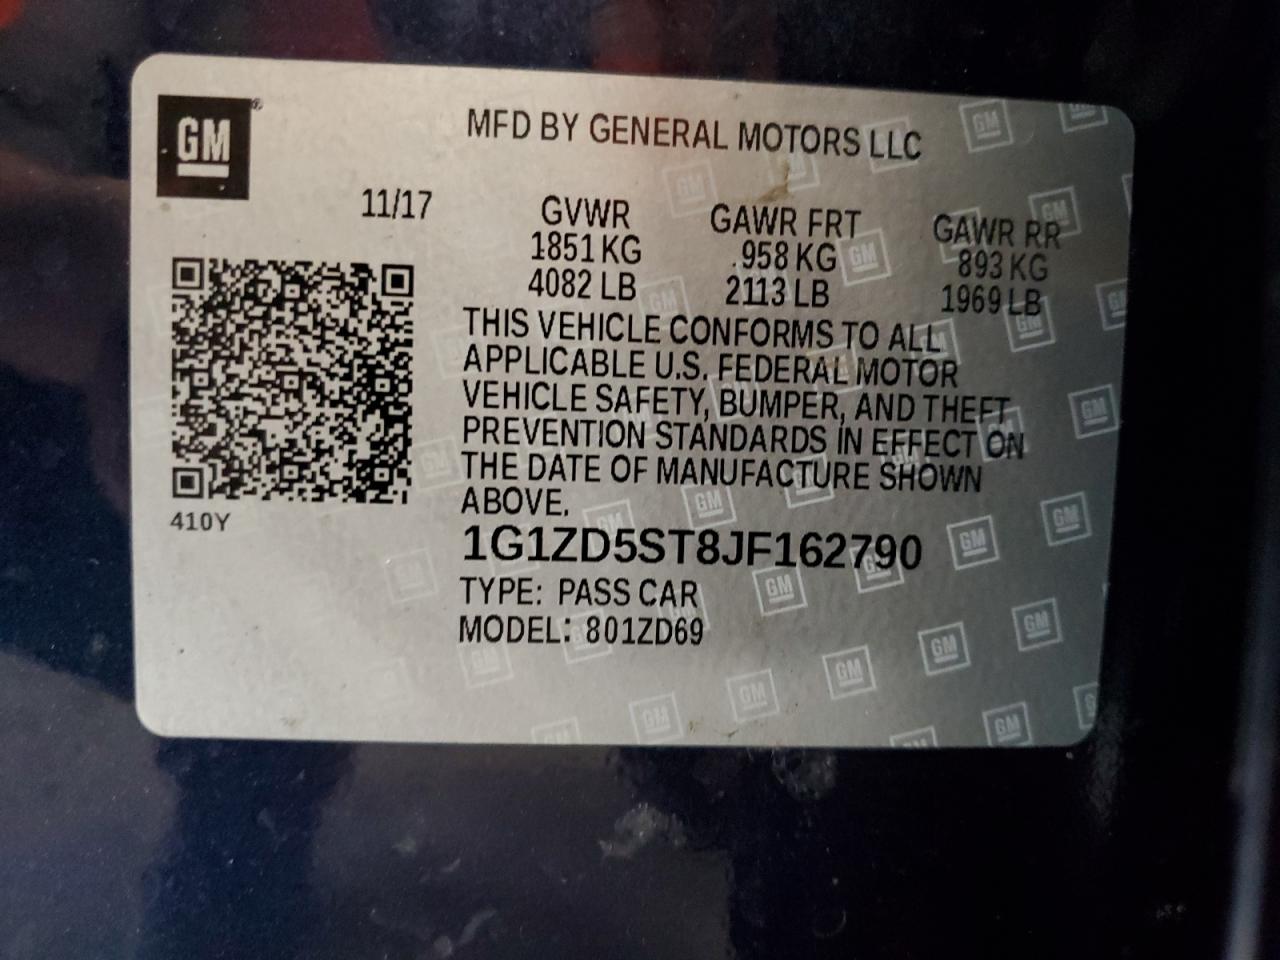 GM
MFD BY GENERAL MOTORS LLC
11/17
GVWR GAWR FRT GAWR RR
1851 KG 958 KG 893 KG
4082 LB 2113 LB 1969 LB
THIS VEHICLE CONFORMS TO ALL
APPLICABLE U.S. FEDERAL MOTOR
VEHICLE SAFETY, BUMPER, AND THEFT
PREVENTION STANDARDS IN EFFECT ON
THE DATE OF MANUFACTURE SHOWN
ABOVE.
410Y
1G1ZD5ST8JF162790
TYPE: PASS CAR
MODEL: 801ZD69